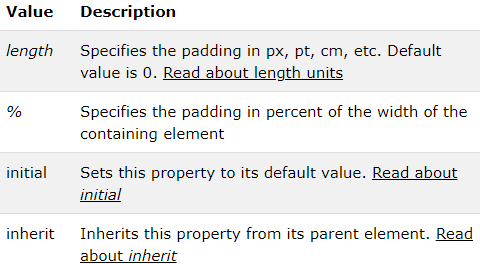 Value Description
length Specifies the padding in px, pt, cm, etc. Default
value is 0. Read about length units
% Specifies the padding in percent of the width of the
containing element
initial Sets this property to its default value. Read about
initial
inherit Inherits this property from its parent element. Read
about inherit